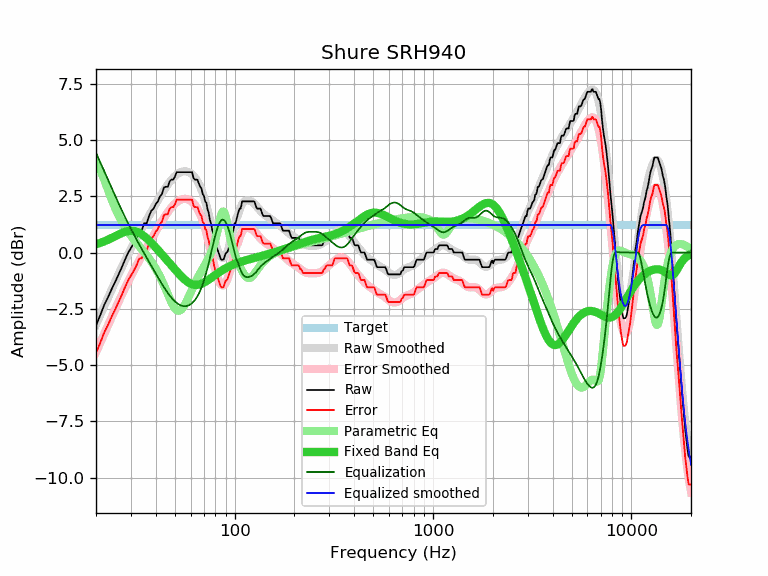 Shure SRH940
7.5
5.0
2.5
0.0
−2.5
−5.0
−7.5
−10.0
Amplitude (dBr)
Target
Raw Smoothed
Error Smoothed
Raw
Error
Parametric Eq
Fixed Band Eq
Equalization
Equalized smoothed
100 1000 10000
Frequency (Hz)